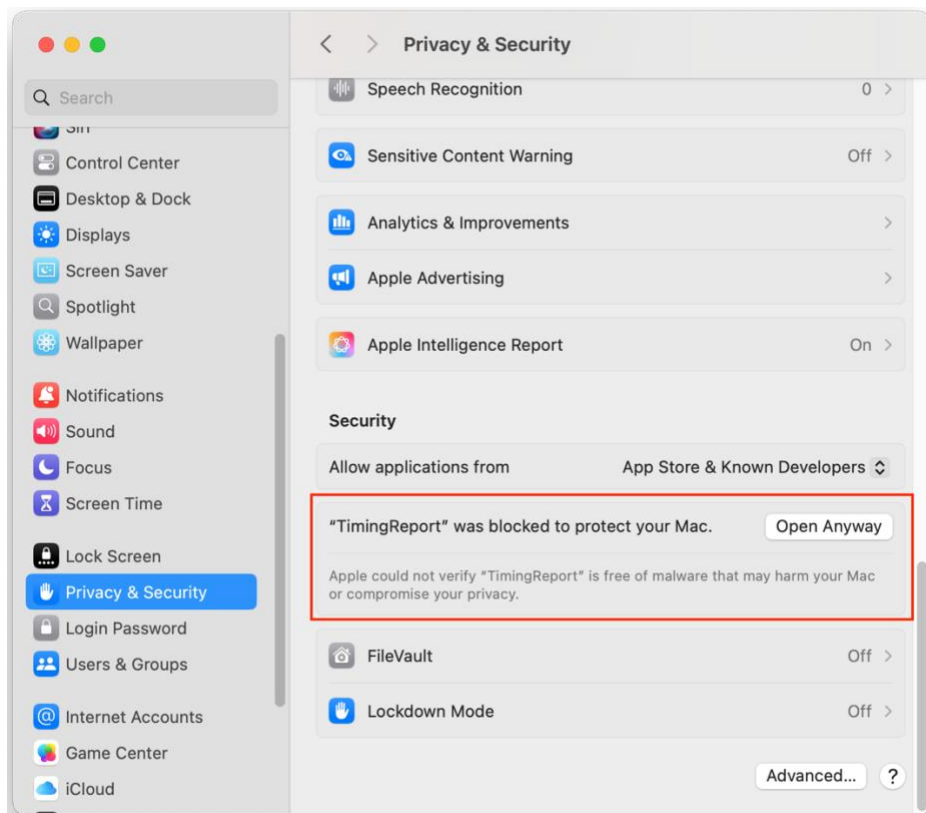 Privacy & Security
Search
Siri
Control Center
Desktop & Dock
Displays
Screen Saver
Spotlight
Wallpaper
Notifications
Sound
Focus
Screen Time
Lock Screen
Privacy & Security
Login Password
Users & Groups
Internet Accounts
Game Center
iCloud
Speech Recognition 0
Sensitive Content Warning Off
Analytics & Improvements
Apple Advertising
Apple Intelligence Report On
Security
Allow applications from App Store & Known Developers
“TimingReport” was blocked to protect your Mac. Open Anyway
Apple could not verify “TimingReport” is free of malware that may harm your Mac
or compromise your privacy.
FileVault Off
Lockdown Mode Off
Advanced... ?